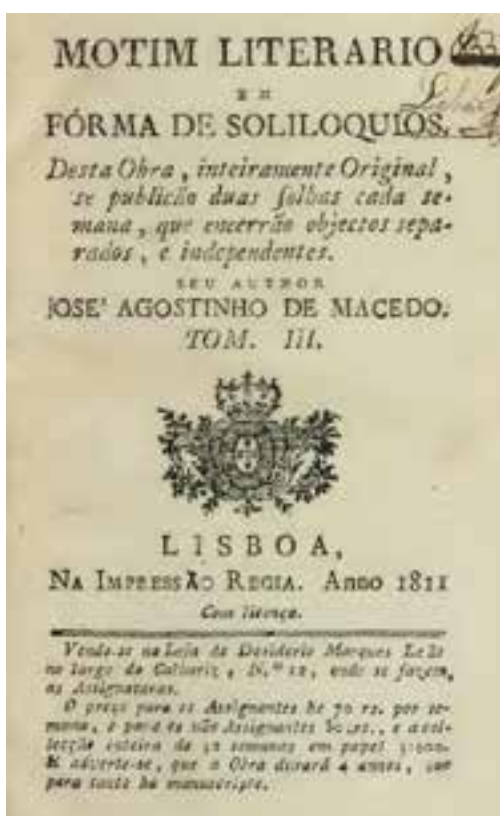 MOTIM LITERARIO
EM
FÓRMA DE SOLILOQUIOS.
Desta Obra, inteiramente Original,
se publicão duas folhas cada se-
mana, que encerrão objectos sepa-
rados, e independentes.
SEU AUTHOR
JOSE' AGOSTINHO DE MACEDO.
TOM. III.
LISBOA,
NA IMPRESSÃO REGIA. Anno 1811
Com licença.
Vende-se na Loja de Desiderio Marques Leão
no largo do Calhariz, N.º 12, onde se fazem
as Assignaturas.
O preço para os Assignantes he 70 rs. por se-
mana, e para os não Assignantes 80 rs., e a col-
lecção inteira de 52 semanas em papel
E adverte-se, que a Obra durará 4 annos,
para tanto ha manuscripto.